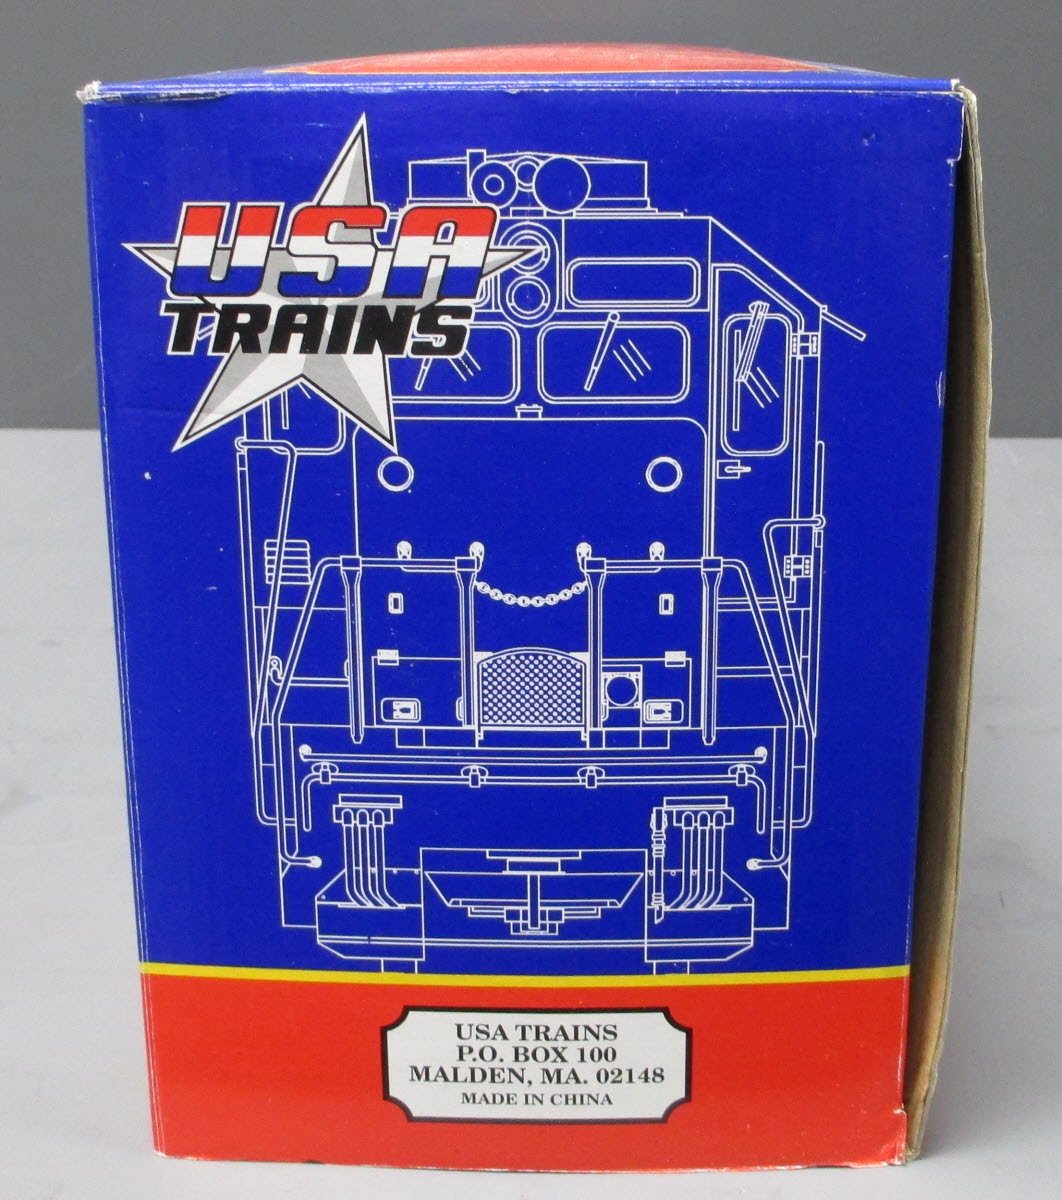 USA
TRAINS
USA TRAINS
P.O. BOX 100
MALDEN, MA. 02148
MADE IN CHINA